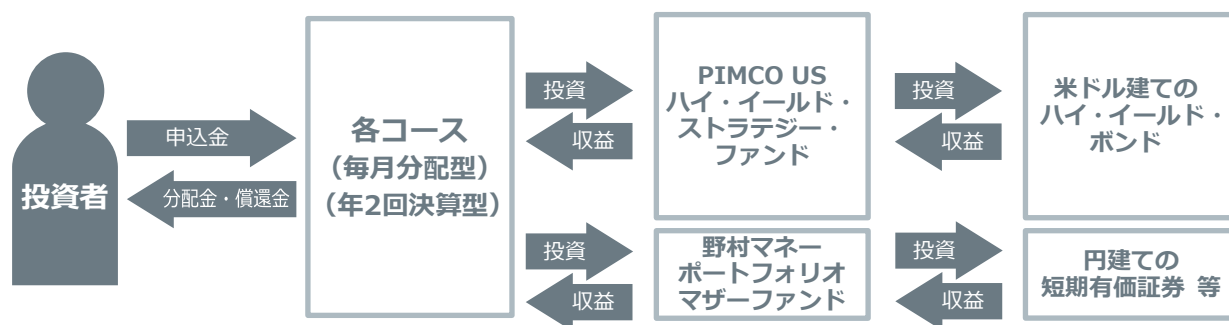 投資者
申込金
分配金・償還金
各コース
（毎月分配型）
（年2回決算型）
投資
収益
PIMCO US
ハイ・イールド・
ストラテジー・
ファンド
投資
収益
米ドル建ての
ハイ・イールド・
ボンド
投資
収益
野村マネー
ポートフォリオ
マザーファンド
投資
収益
円建ての
短期有価証券 等